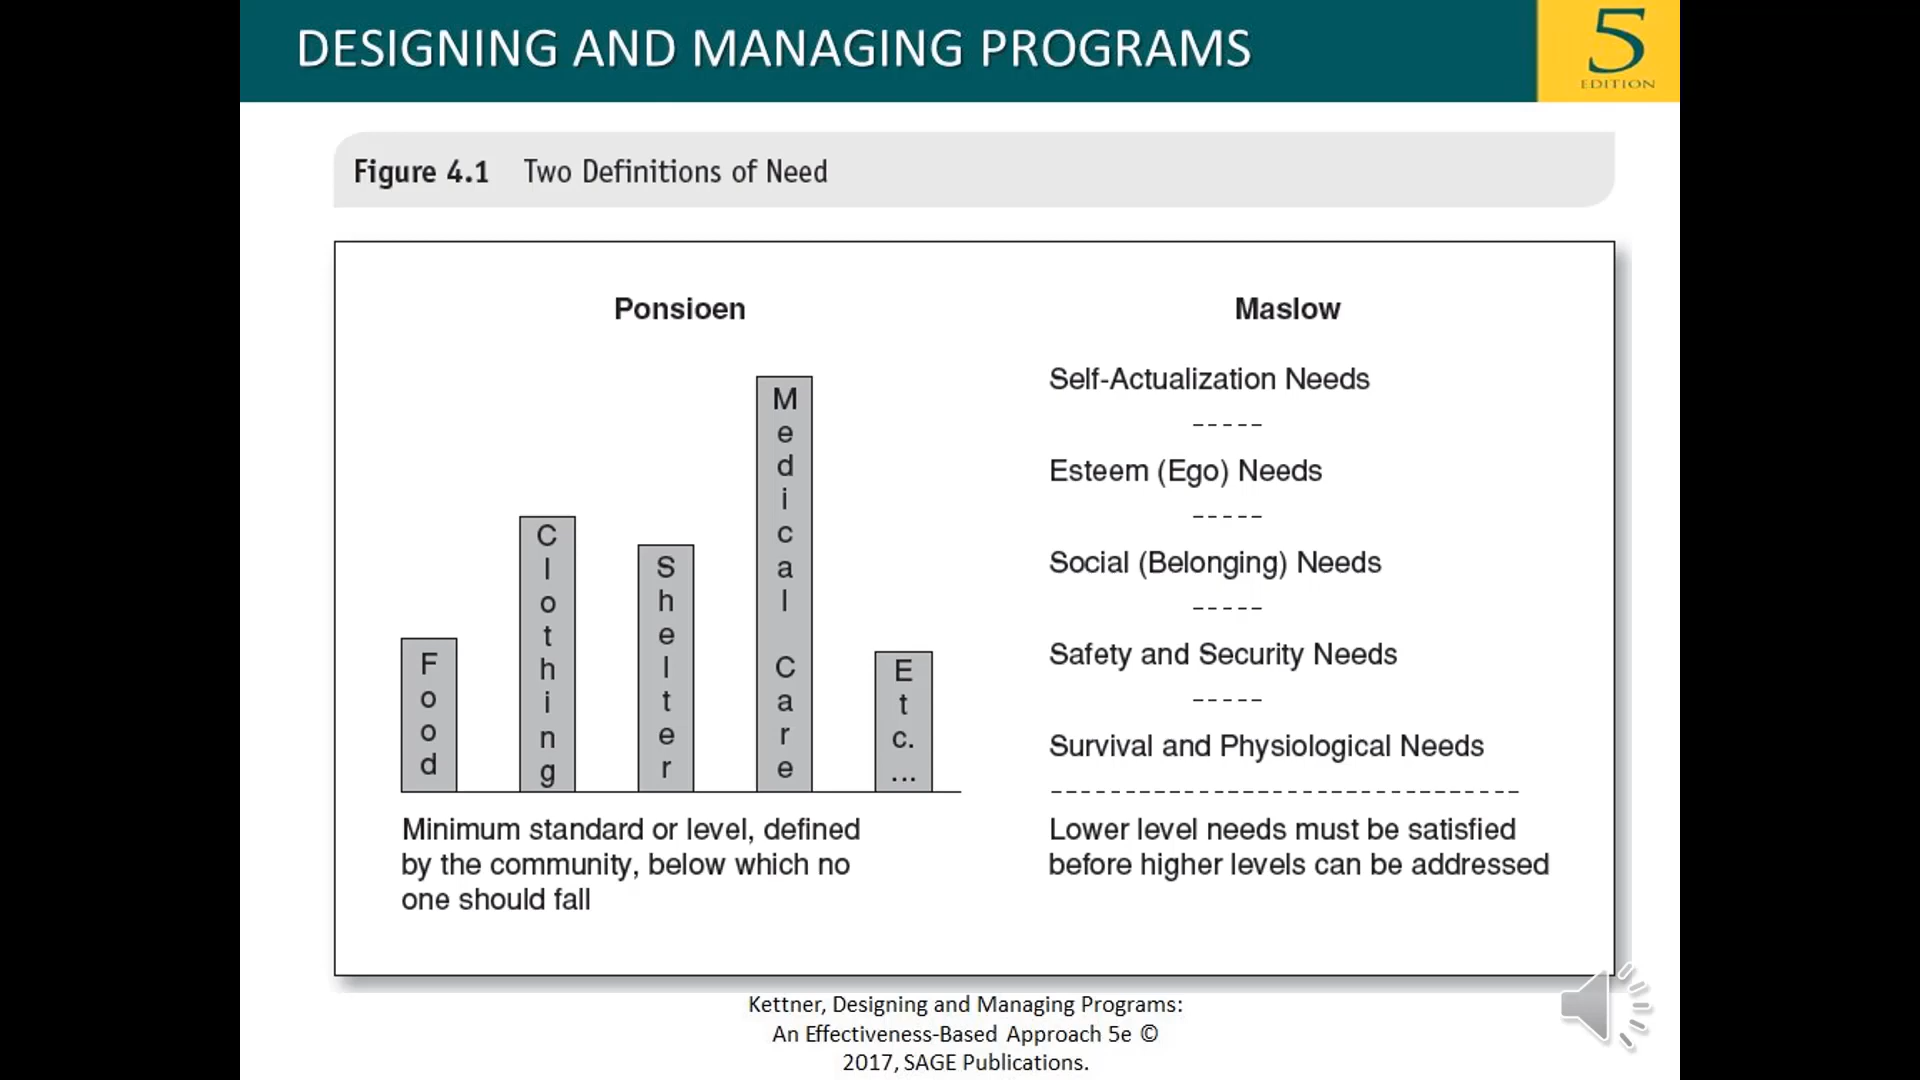 DESIGNING AND MANAGING PROGRAMS
5
EDITION
Figure 4.1 Two Definitions of Need
Ponsioen
Food
Clothing
Shelter
Medical Care
Etc. ...
Minimum standard or level, defined
by the community, below which no
one should fall
Maslow
Self-Actualization Needs
-----
Esteem (Ego) Needs
-----
Social (Belonging) Needs
-----
Safety and Security Needs
-----
Survival and Physiological Needs
Lower level needs must be satisfied
before higher levels can be addressed
Kettner, Designing and Managing Programs:
An Effectiveness-Based Approach 5e ©
2017, SAGE Publications.